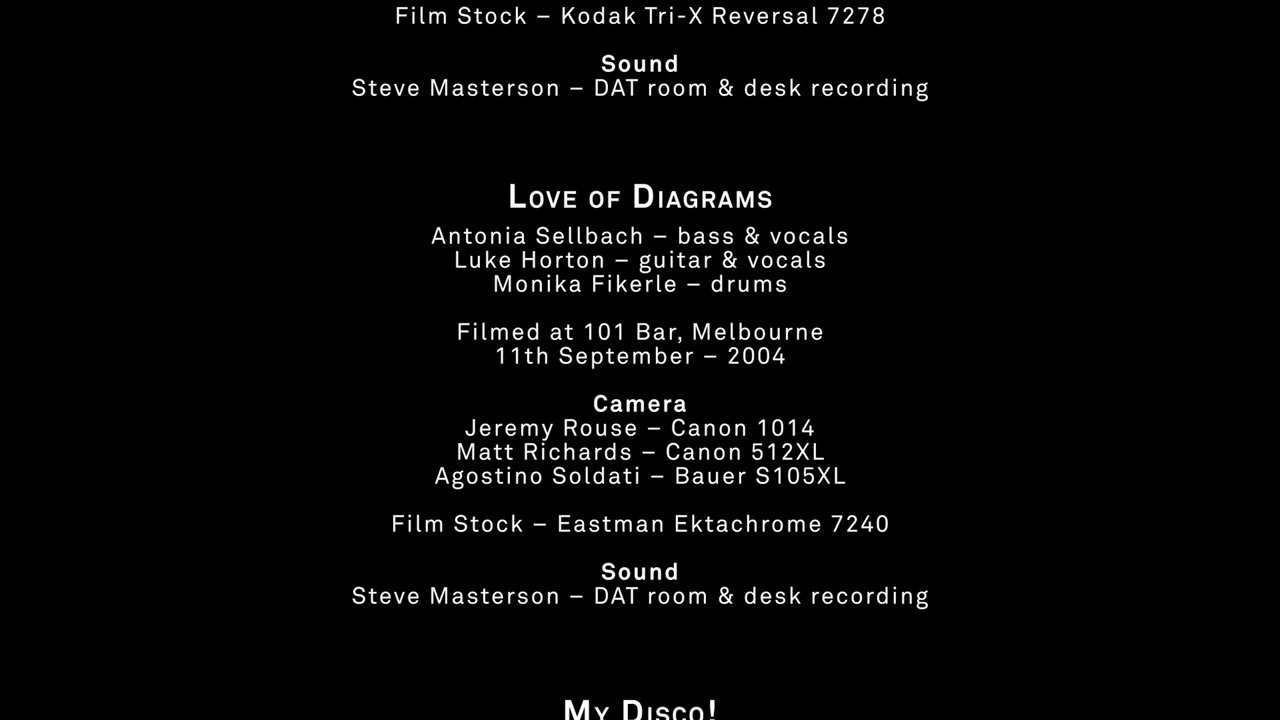 Film Stock – Kodak Tri-X Reversal 7278
Sound
Steve Masterson – DAT room & desk recording
Love of Diagrams
Antonia Sellbach – bass & vocals
Luke Horton – guitar & vocals
Monika Fikerle – drums
Filmed at 101 Bar, Melbourne
11th September – 2004
Camera
Jeremy Rouse – Canon 1014
Matt Richards – Canon 512XL
Agostino Soldati – Bauer S105XL
Film Stock – Eastman Ektachrome 7240
Sound
Steve Masterson – DAT room & desk recording
My Disco!